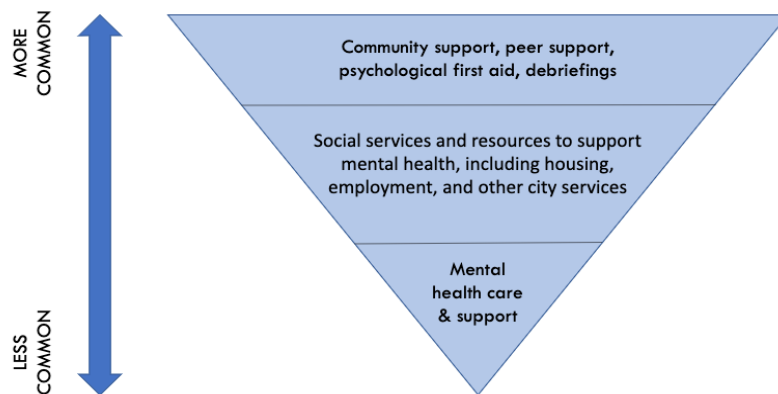 MORE
COMMON
Community support, peer support,
psychological first aid, debriefings
Social services and resources to support
mental health, including housing,
employment, and other city services
Mental
health care
& support
LESS
COMMON